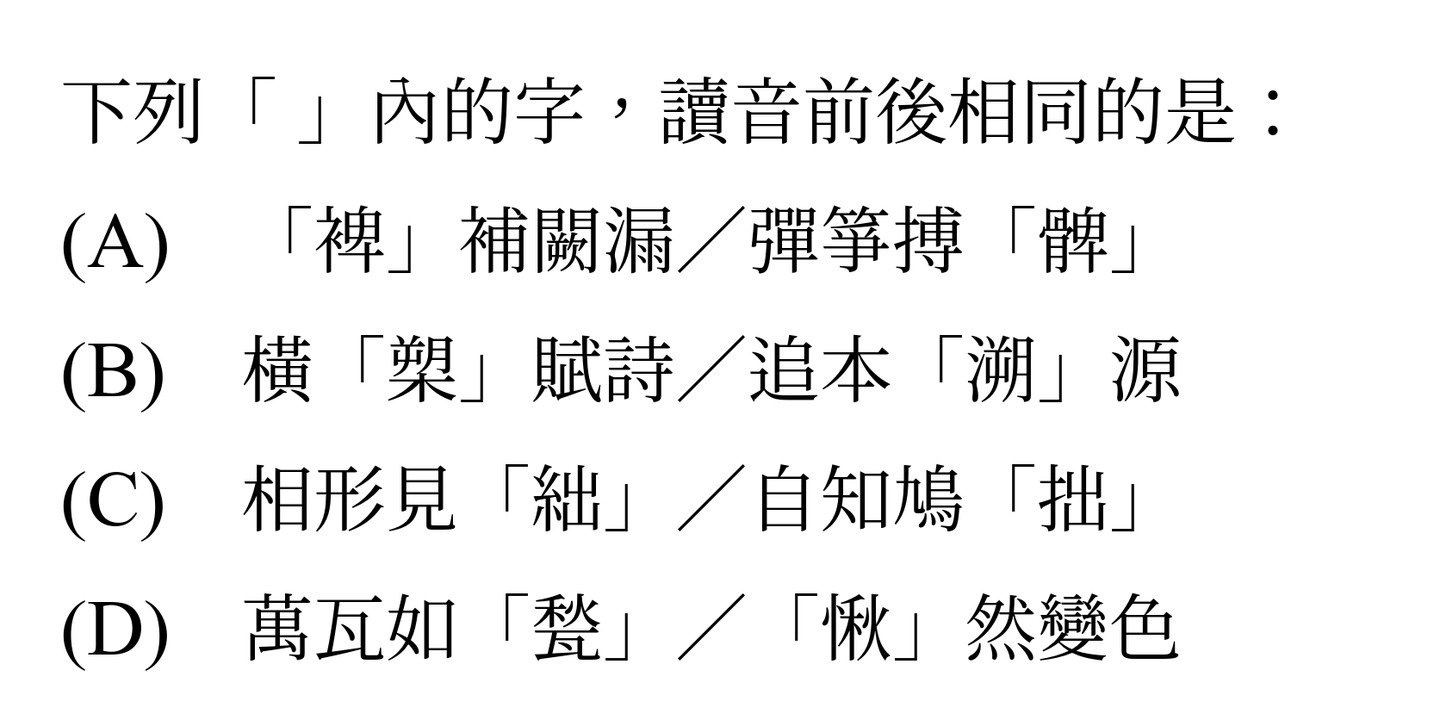 下列「 」內的字，讀音前後相同的是：
(A) 「裨」補闕漏／彈箏搏「髀」
(B) 橫「槊」賦詩／追本「溯」源
(C) 相形見「絀」／自知鳩「拙」
(D) 萬瓦如「甃」／「愀」然變色